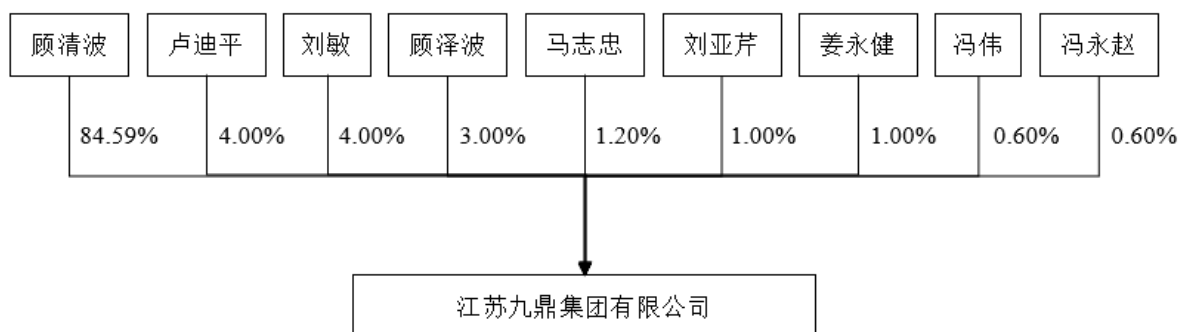 顾清波 卢迪平 刘敏 顾泽波 马志忠 刘亚芹 姜永健 冯伟 冯永赵
84.59% 4.00% 4.00% 3.00% 1.20% 1.00% 1.00% 0.60% 0.60%
江苏九鼎集团有限公司